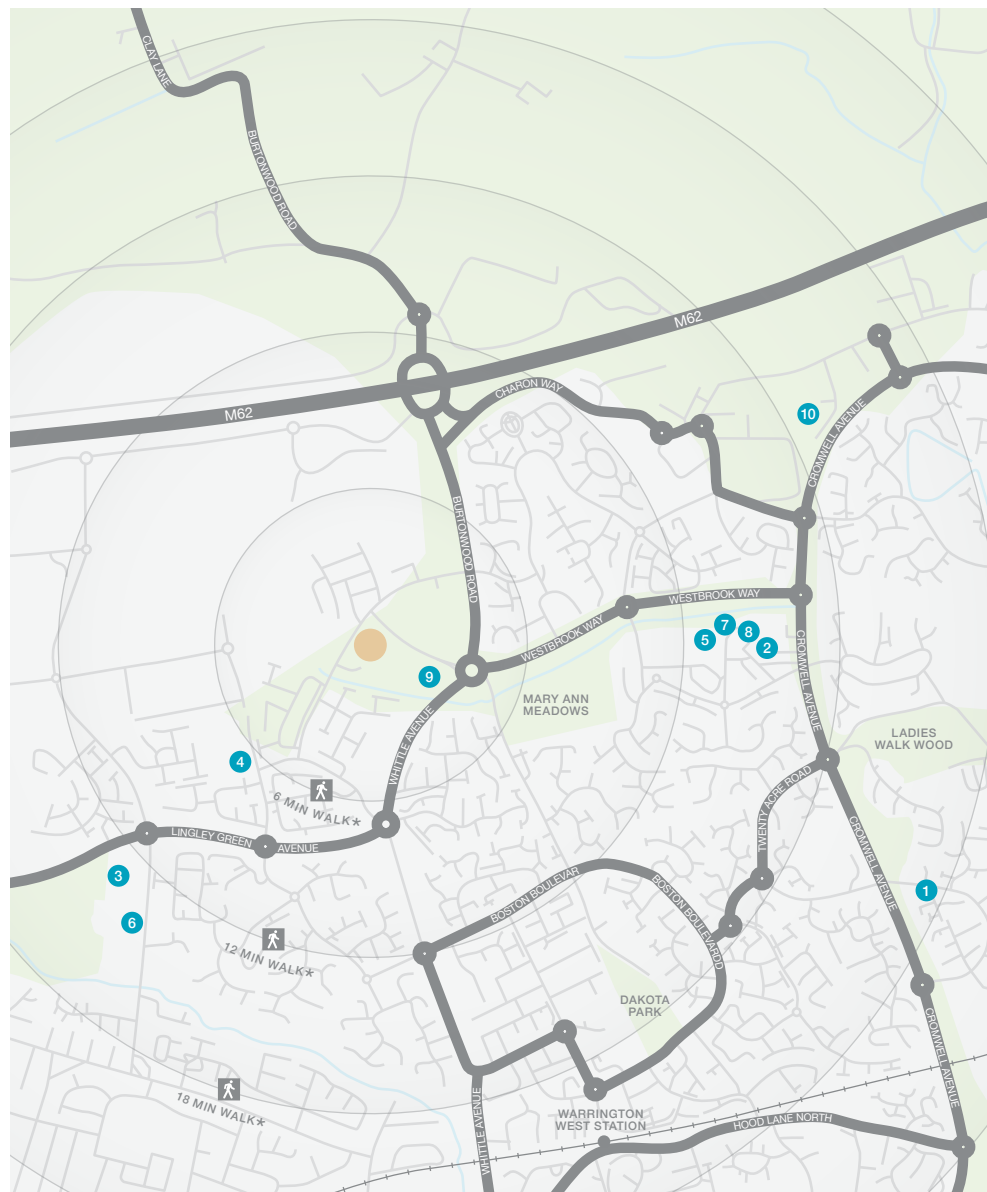 CLAY LANE
BURTONWOOD ROAD
M62
M62
CHARON WAY
10
CROMWELL AVENUE
BURTONWOOD ROAD
WESTBROOK WAY
WESTBROOK WAY
7
8
5
2
9
CROMWELL AVENUE
MARY ANN
MEADOWS
LADIES
WALK WOOD
WHITTLE AVENUE
4
6 MIN WALK*
TWENTY ACRE ROAD
LINGLEY GREEN
AVENUE
CROMWELL AVENUE
3
1
BOSTON BOULEVAR
BOSTON BOULEVARDD
6
12 MIN WALK*
DAKOTA
PARK
CROMWELL AVENUE
18 MIN WALK*
WHITTLE AVENUE
WARRINGTON
WEST STATION
HOOD LANE NORTH